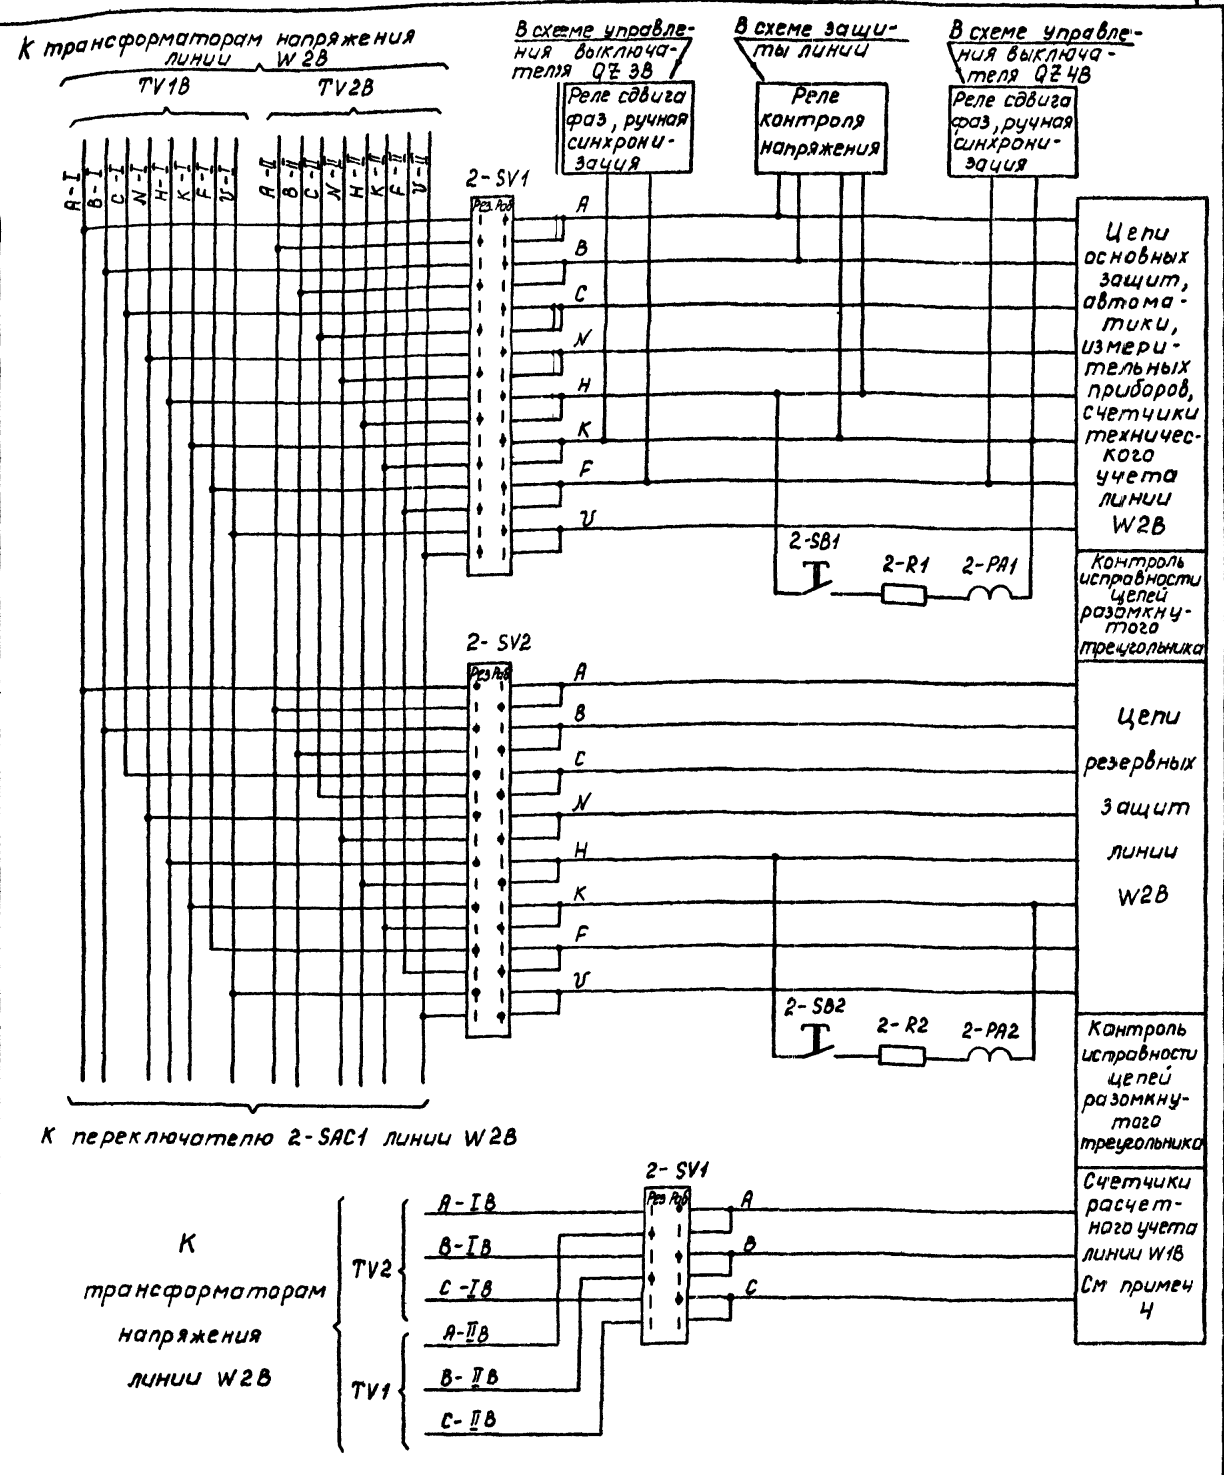 К трансформаторам напряжения
линии W2B
TV1B
TV2B
A-I
B-I
C-I
N-I
H-I
K-I
F-I
U-I
A-II
B-II
C-II
N-II
H-II
K-II
F-II
U-II
В схеме управле-
ния выключа-
теля QZ3B
В схеме защи-
ты линии
В схеме управле-
ния выключа-
теля QZ4B
Реле сдвига
фаз, ручная
синхрони-
зация
Реле
контроля
напряжения
Реле сдвига
фаз, ручная
синхрони-
зация
2-SV1
Рез Раб
A
B
C
N
H
K
F
U
Цепи
основных
защит,
автома-
тики,
измери-
тельных
приборов,
счетчики
техничес-
кого
учета
линии
W2B
2-SB1
2-R1
2-PA1
Контроль
исправности
цепей
разомкну-
того
треугольника
2-SV2
Рез Раб
A
B
C
N
H
K
F
U
Цепи
резервных
защит
линии
W2B
2-SB2
2-R2
2-PA2
Контроль
исправности
цепей
разомкну-
того
треугольника
К переключателю 2-SAC1 линии W2B
К
трансформаторам
напряжения
линии W2B
TV2
TV1
A-IB
B-IB
C-IB
A-IIB
B-IIB
C-IIB
2-SV1
Рез Раб
A
B
C
Счетчики
расчет-
ного учета
линии W1B
См примеч
4